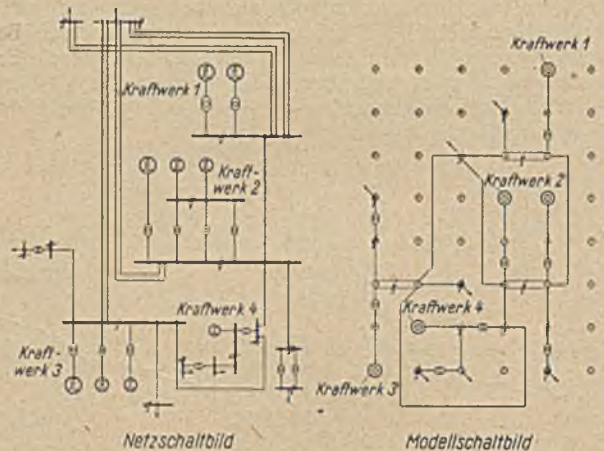 Kraftwerk 1
Kraft-
werk 2
Kraftwerk 4
Kraft-
werk 3
Netzschaltbild
Kraftwerk 1
Kraftwerk 2
Kraftwerk 4
Kraftwerk 3
Modellschaltbild